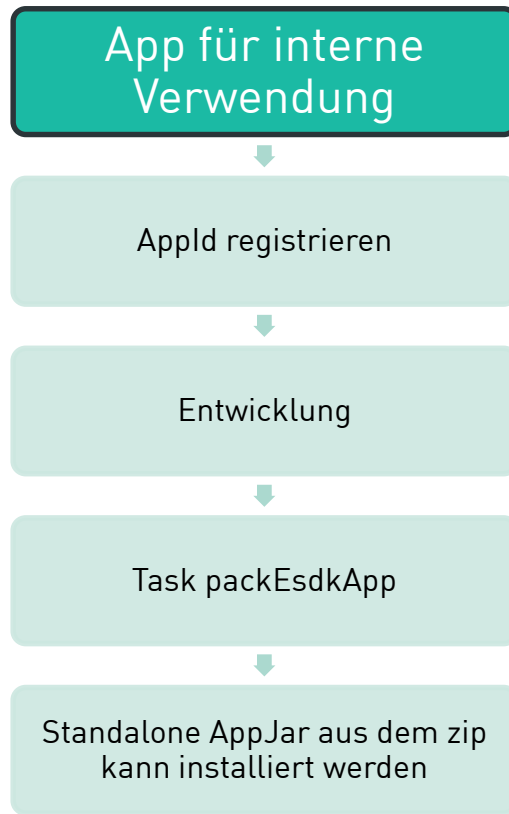 App für interne
Verwendung
AppId registrieren
Entwicklung
Task packEsdkApp
Standalone AppJar aus dem zip
kann installiert werden